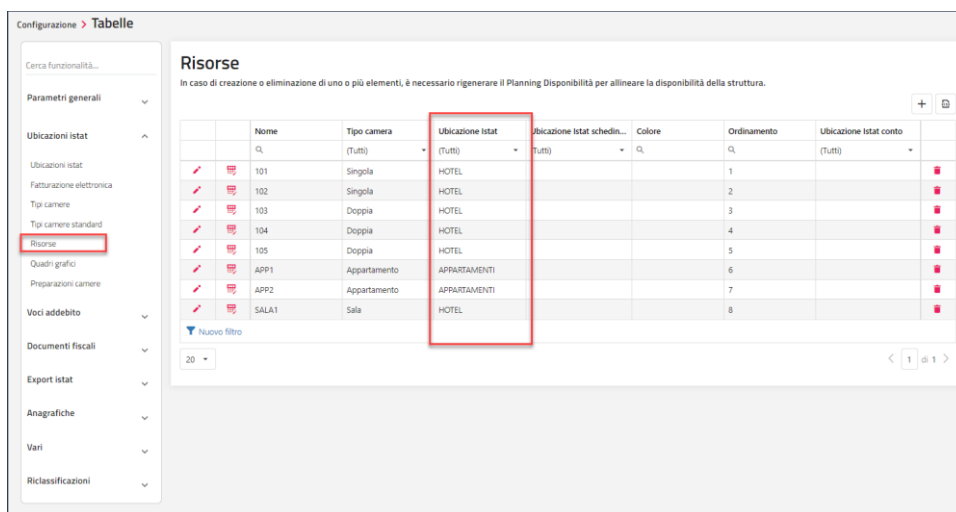 Configurazione > Tabelle
Cerca funzionalità...
Parametri generali
Ubicazioni istat
Ubicazioni istat
Fatturazione elettronica
Tipi camere
Tipi camere standard
Risorse
Quadri grafici
Preparazioni camere
Voci addebito
Documenti fiscali
Export istat
Anagrafiche
Vari
Riclassificazioni
Risorse
In caso di creazione o eliminazione di uno o più elementi, è necessario rigenerare il Planning Disponibilità per allineare la disponibilità della struttura.
Nome Tipo camera Ubicazione Istat Ubicazione Istat schedin... Colore Ordinamento Ubicazione Istat conto
(Tutti) (Tutti) (Tutti) (Tutti)
101 Singola HOTEL 1
102 Singola HOTEL 2
103 Doppia HOTEL 3
104 Doppia HOTEL 4
105 Doppia HOTEL 5
APP1 Appartamento APPARTAMENTI 6
APP2 Appartamento APPARTAMENTI 7
SALA1 Sala HOTEL 8
Nuovo filtro
20 < 1 di 1 >